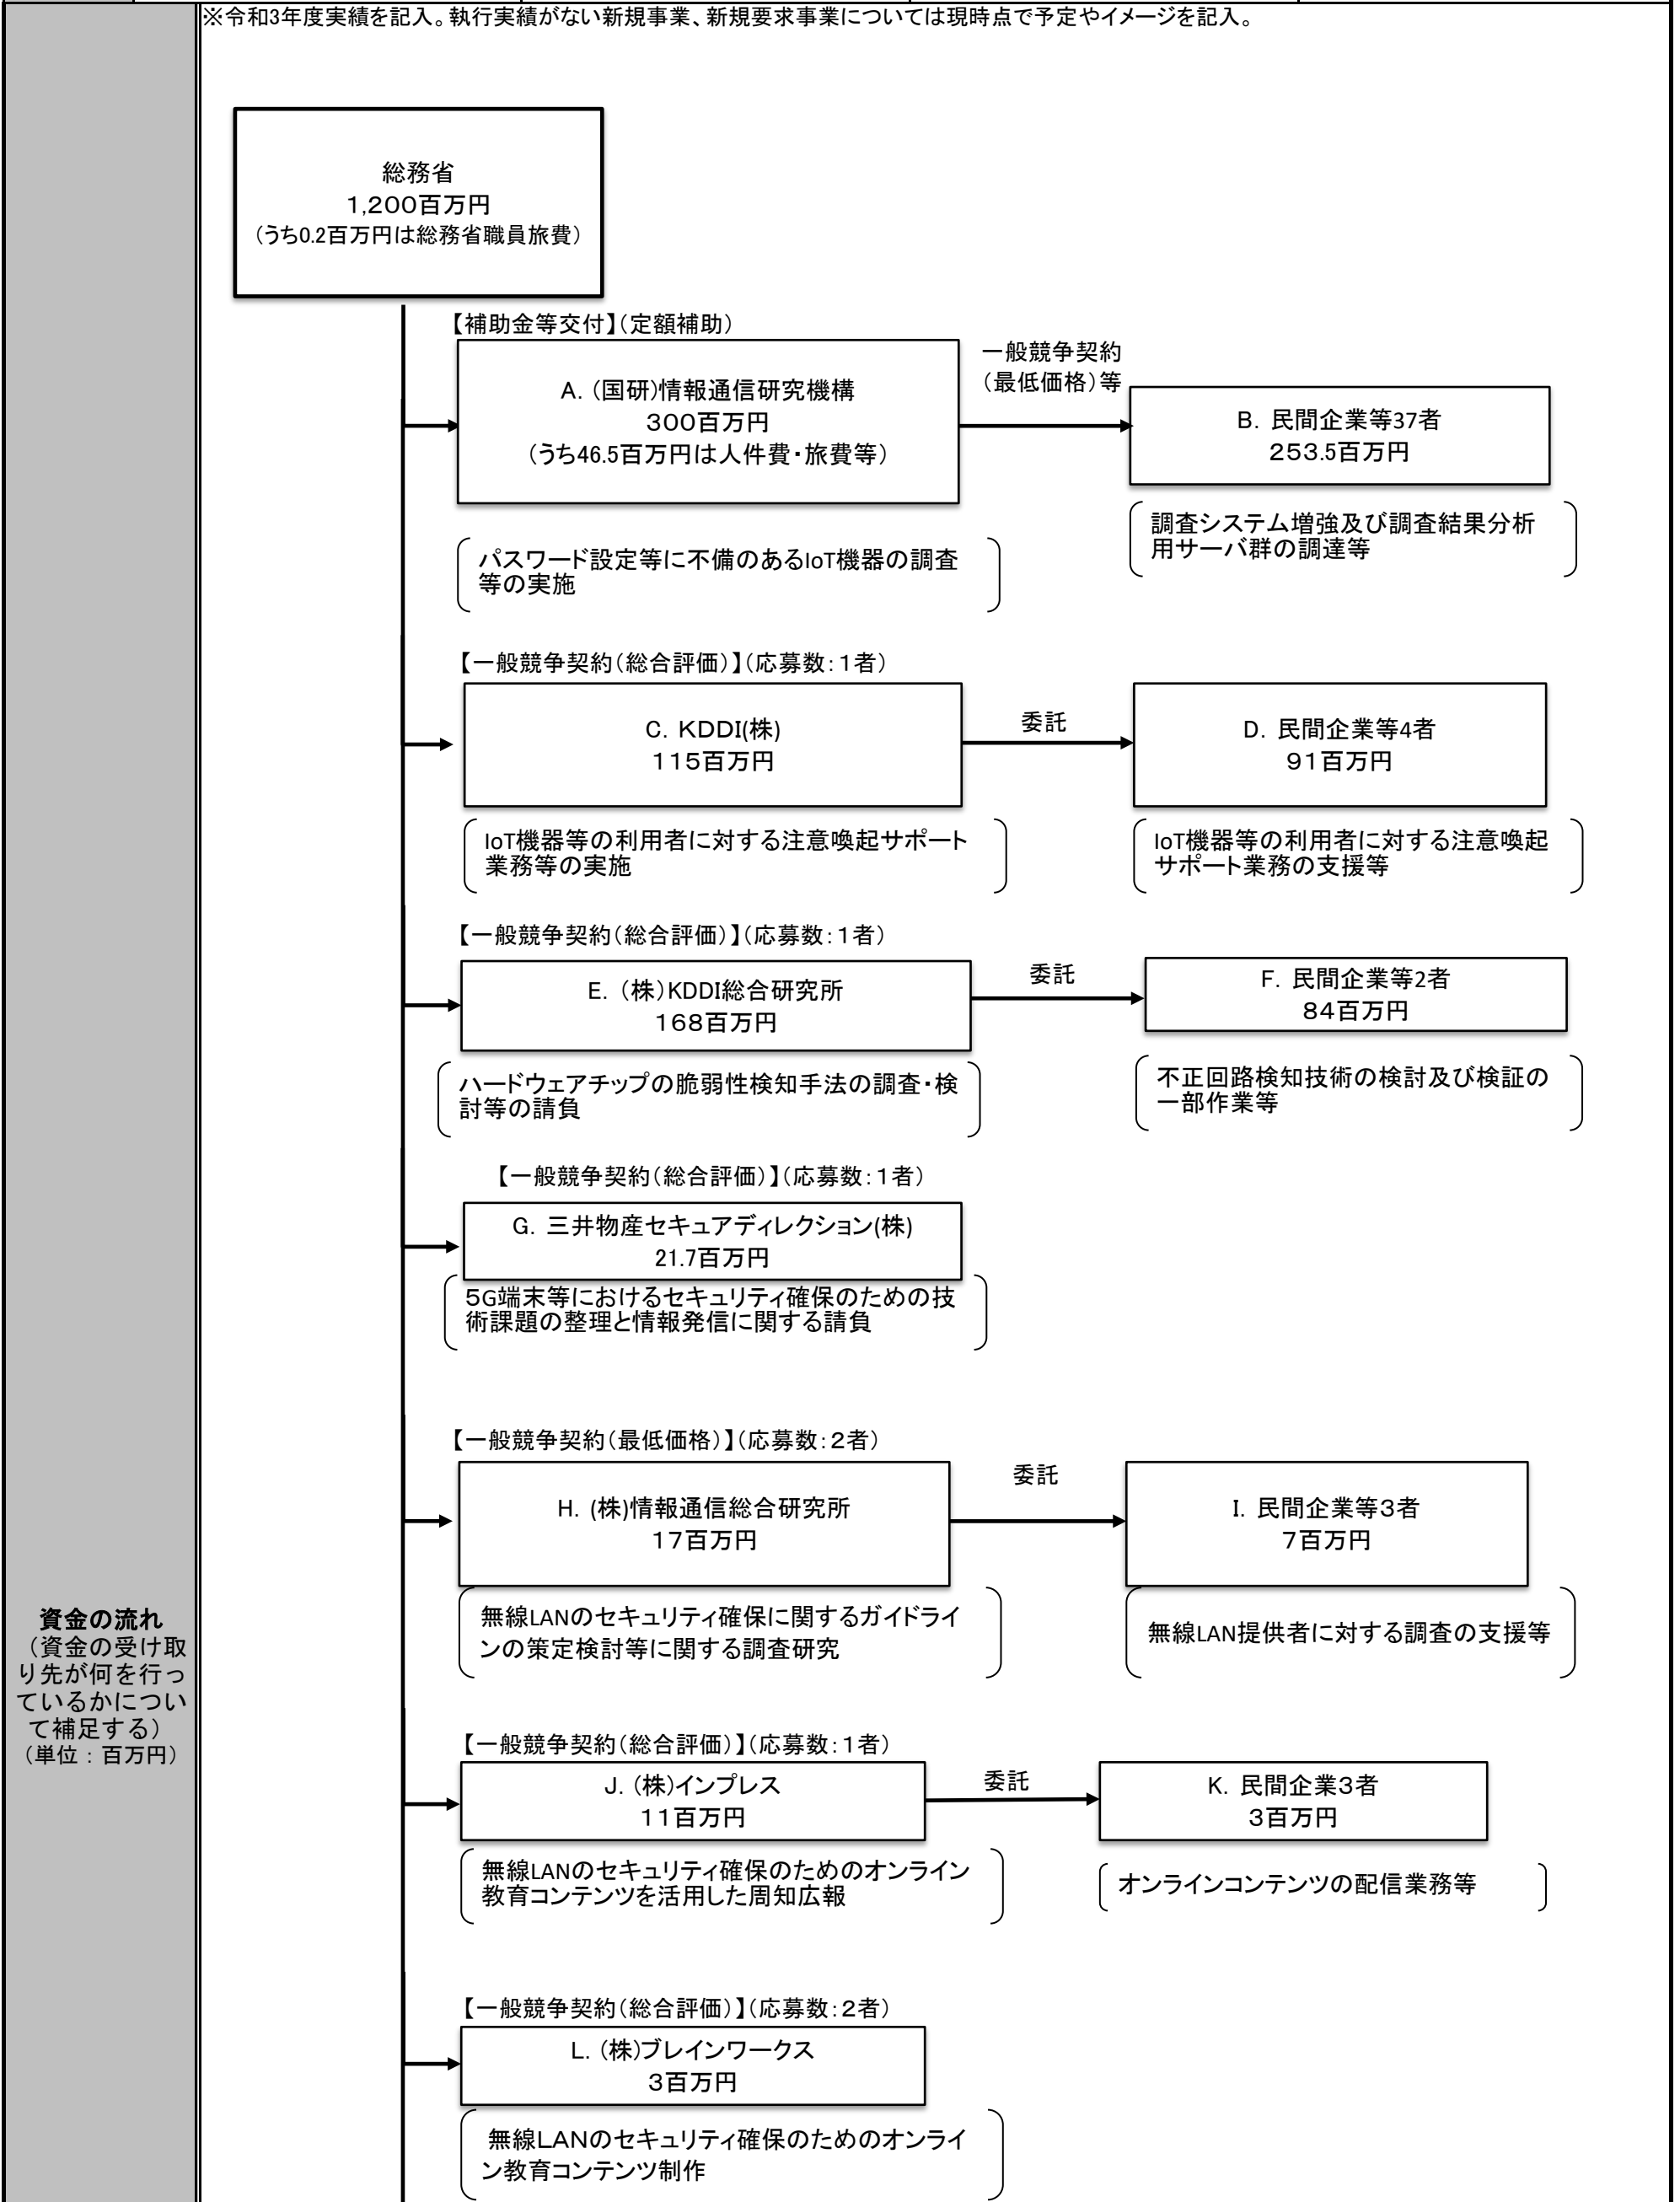 ※令和3年度実績を記入。執行実績がない新規事業、新規要求事業については現時点で予定やイメージを記入。
総務省
1,200百万円
(うち0.2百万円は総務省職員旅費)
【補助金等交付】(定額補助)
A. (国研)情報通信研究機構
300百万円
(うち46.5百万円は人件費・旅費等)
一般競争契約
(最低価格)等
B. 民間企業等37者
253.5百万円
調査システム増強及び調査結果分析
用サーバ群の調達等
パスワード設定等に不備のあるIoT機器の調査
等の実施
【一般競争契約(総合評価)】(応募数:1者)
C. KDDI(株)
115百万円
委託
D. 民間企業等4者
91百万円
IoT機器等の利用者に対する注意喚起サポート
業務等の実施
IoT機器等の利用者に対する注意喚起
サポート業務の支援等
【一般競争契約(総合評価)】(応募数:1者)
E. (株)KDDI総合研究所
168百万円
委託
F. 民間企業等2者
84百万円
ハードウェアチップの脆弱性検知手法の調査・検
討等の請負
不正回路検知技術の検討及び検証の
一部作業等
【一般競争契約(総合評価)】(応募数:1者)
G. 三井物産セキュアディレクション(株)
21.7百万円
5G端末等におけるセキュリティ確保のための技
術課題の整理と情報発信に関する請負
【一般競争契約(最低価格)】(応募数:2者)
H. (株)情報通信総合研究所
17百万円
委託
I. 民間企業等3者
7百万円
無線LANのセキュリティ確保に関するガイドライ
ンの策定検討等に関する調査研究
無線LAN提供者に対する調査の支援等
資金の流れ
(資金の受け取
り先が何を行っ
ているかについ
て補足する)
(単位:百万円)
【一般競争契約(総合評価)】(応募数:1者)
J. (株)インプレス
11百万円
委託
K. 民間企業3者
3百万円
無線LANのセキュリティ確保のためのオンライン
教育コンテンツを活用した周知広報
オンラインコンテンツの配信業務等
【一般競争契約(総合評価)】(応募数:2者)
L. (株)ブレインワークス
3百万円
無線LANのセキュリティ確保のためのオンライ
ン教育コンテンツ制作